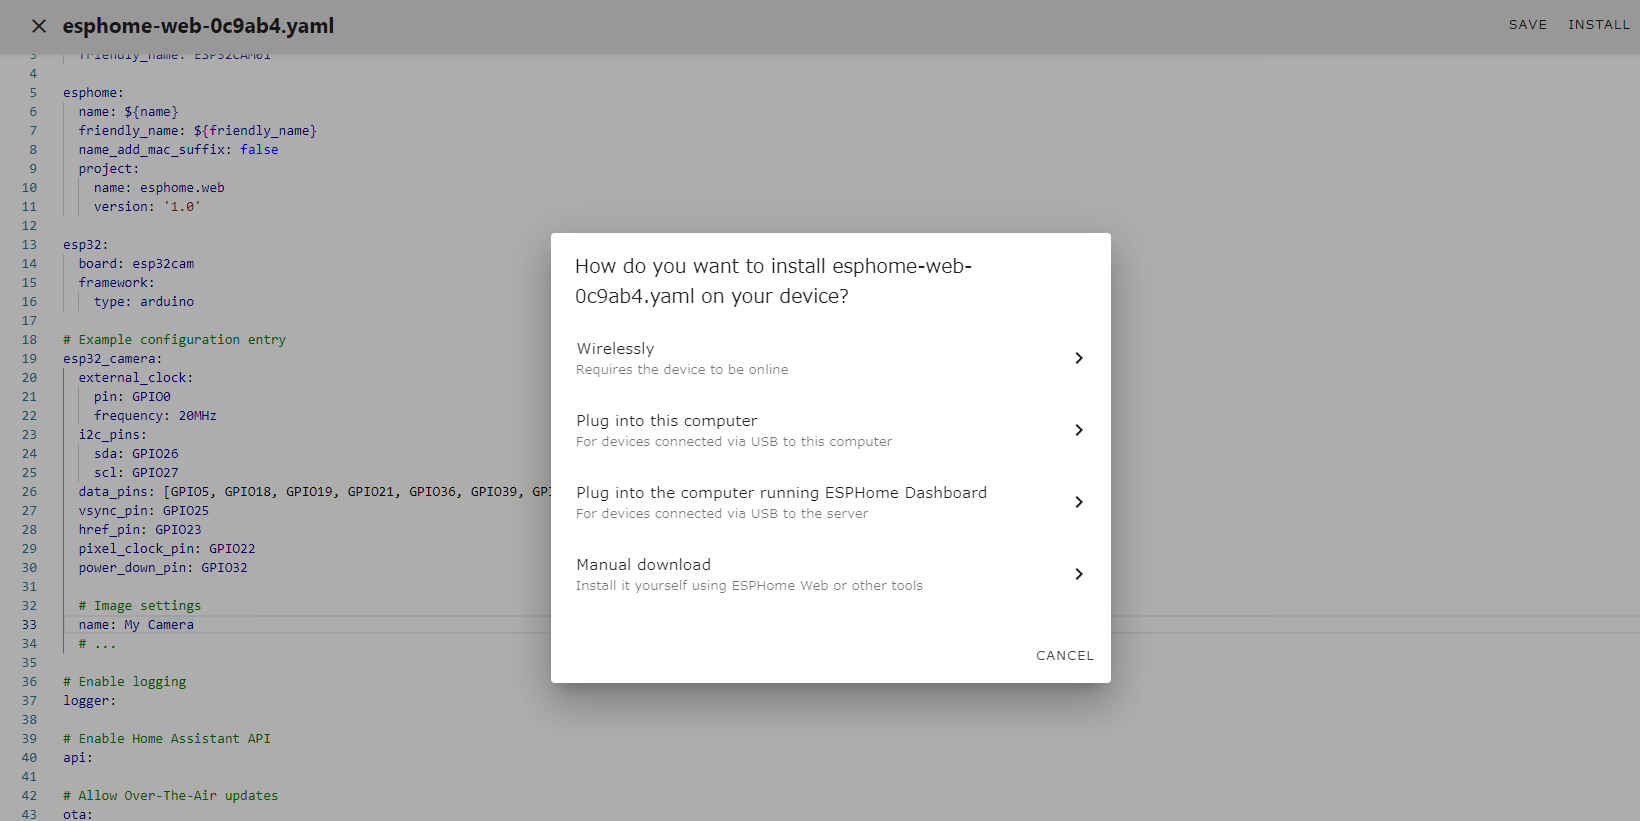 esphome-web-0c9ab4.yaml
SAVE INSTALL
3 friendly_name: ESP32CAM01
4
5 esphome:
6 name: ${name}
7 friendly_name: ${friendly_name}
8 name_add_mac_suffix: false
9 project:
10 name: esphome.web
11 version: '1.0'
12
13 esp32:
14 board: esp32cam
15 framework:
16 type: arduino
17
18 # Example configuration entry
19 esp32_camera:
20 external_clock:
21 pin: GPIO0
22 frequency: 20MHz
23 i2c_pins:
24 sda: GPIO26
25 scl: GPIO27
26 data_pins: [GPIO5, GPIO18, GPIO19, GPIO21, GPIO36, GPIO39, GPI
27 vsync_pin: GPIO25
28 href_pin: GPIO23
29 pixel_clock_pin: GPIO22
30 power_down_pin: GPIO32
31
32 # Image settings
33 name: My Camera
34 # ...
35
36 # Enable logging
37 logger:
38
39 # Enable Home Assistant API
40 api:
41
42 # Allow Over-The-Air updates
43 ota:
How do you want to install esphome-web-
0c9ab4.yaml on your device?
Wirelessly
Requires the device to be online
Plug into this computer
For devices connected via USB to this computer
Plug into the computer running ESPHome Dashboard
For devices connected via USB to the server
Manual download
Install it yourself using ESPHome Web or other tools
CANCEL